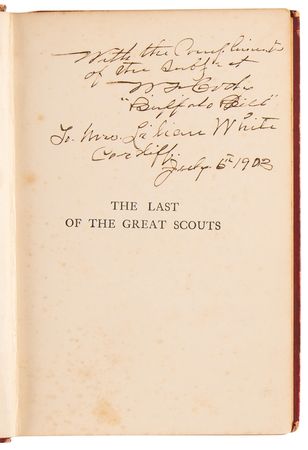 With the Compliments
of the Subject
W F Cody
"Buffalo Bill"
To Mrs. Lilian White
Cardiff,
July 6th 1903
THE LAST
OF THE GREAT SCOUTS